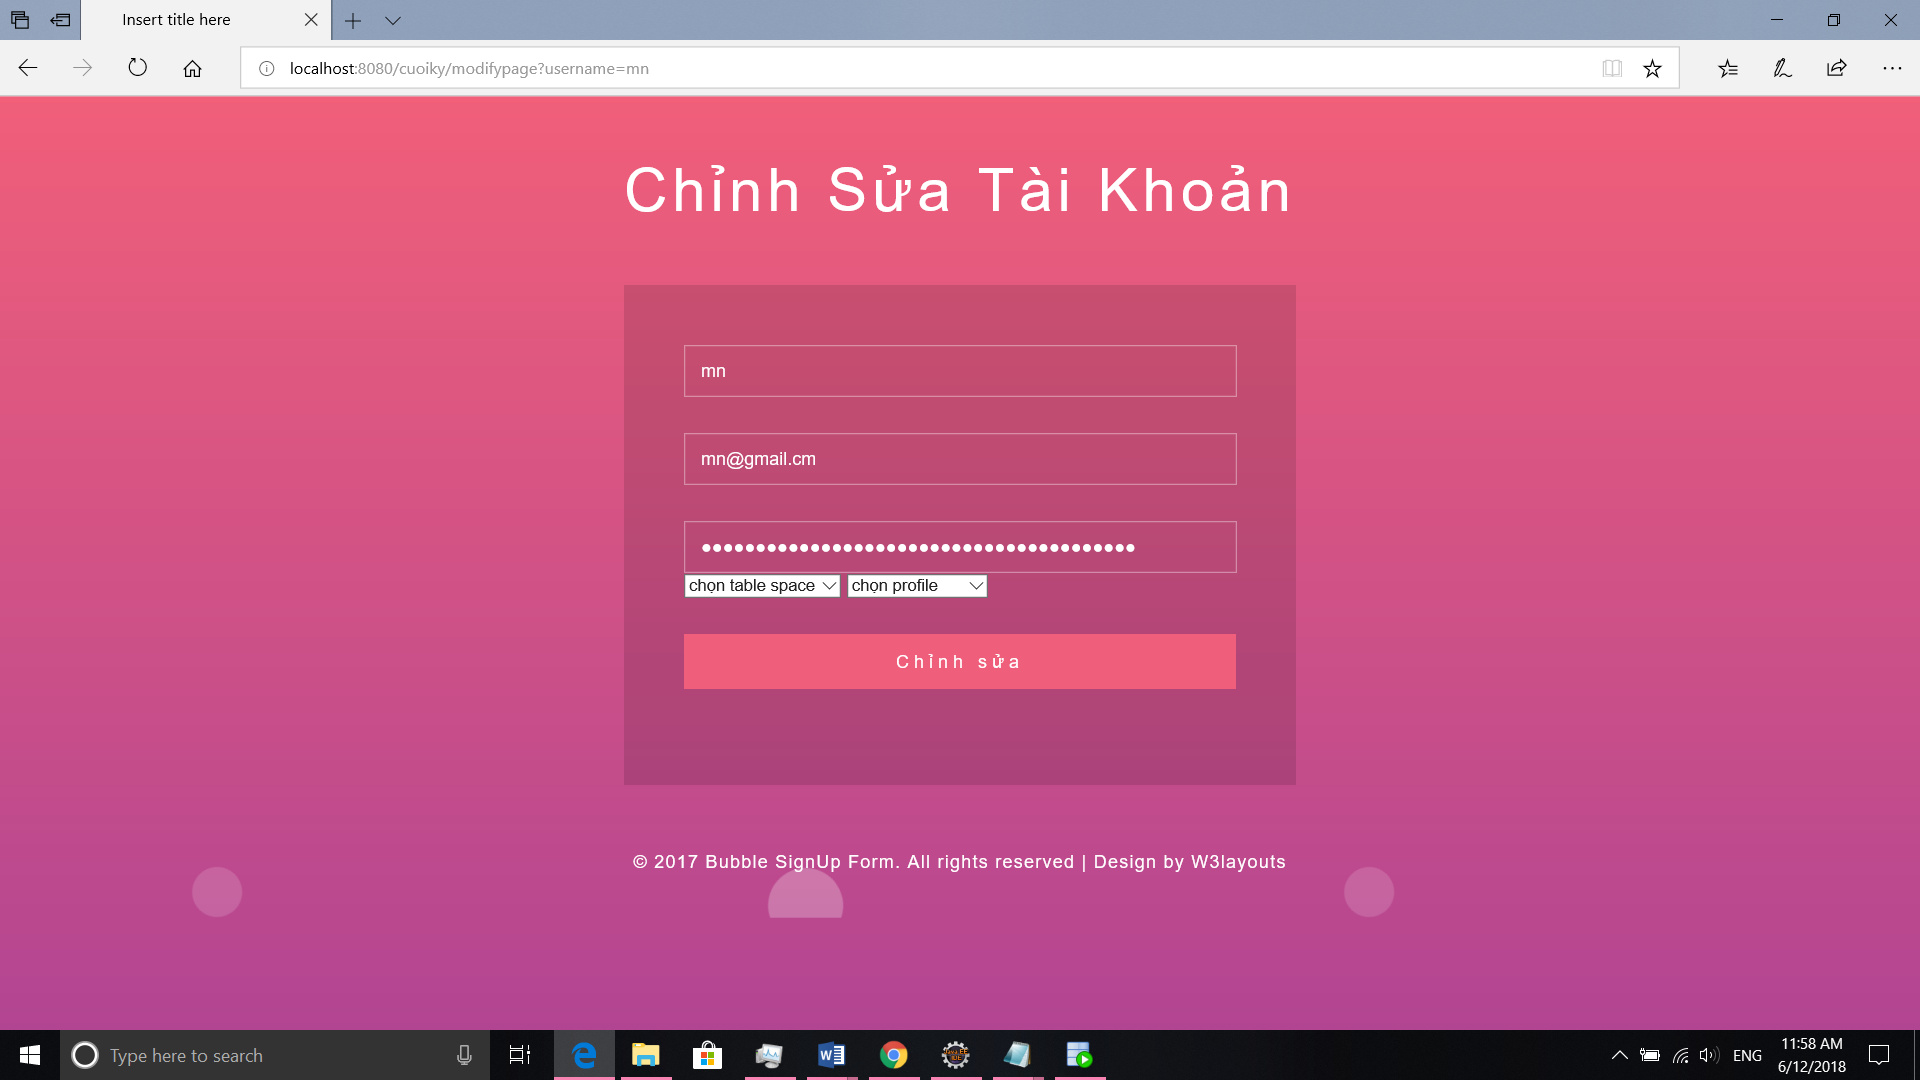 Insert title here
localhost:8080/cuoiky/modifypage?username=mn
Chỉnh Sửa Tài Khoản
mn
mn@gmail.cm
chọn table space chọn profile
Chỉnh sửa
© 2017 Bubble SignUp Form. All rights reserved | Design by W3layouts
Type here to search
ENG
11:58 AM
6/12/2018